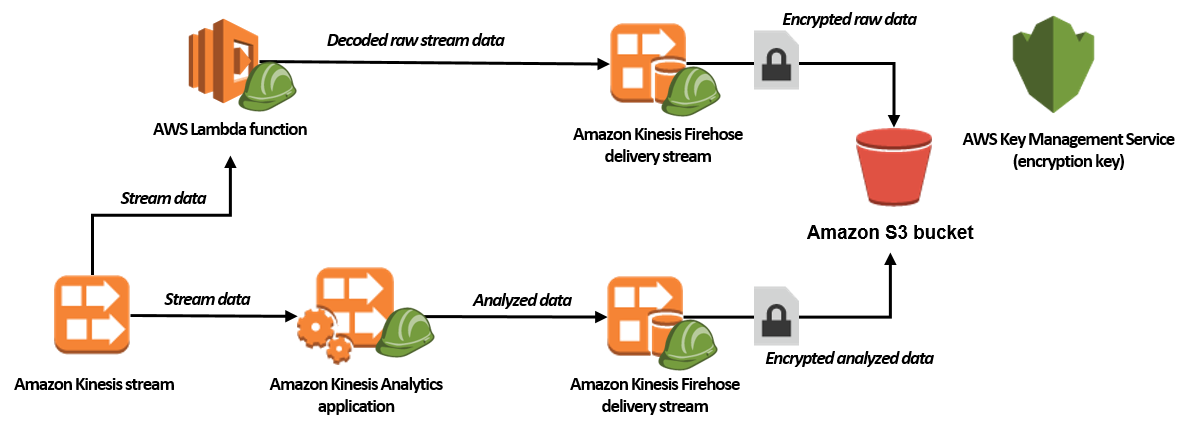 Decoded raw stream data
Encrypted raw data
AWS Lambda function
Amazon Kinesis Firehose
delivery stream
AWS Key Management Service
(encryption key)
Stream data
Amazon S3 bucket
Stream data
Analyzed data
Encrypted analyzed data
Amazon Kinesis stream
Amazon Kinesis Analytics
application
Amazon Kinesis Firehose
delivery stream